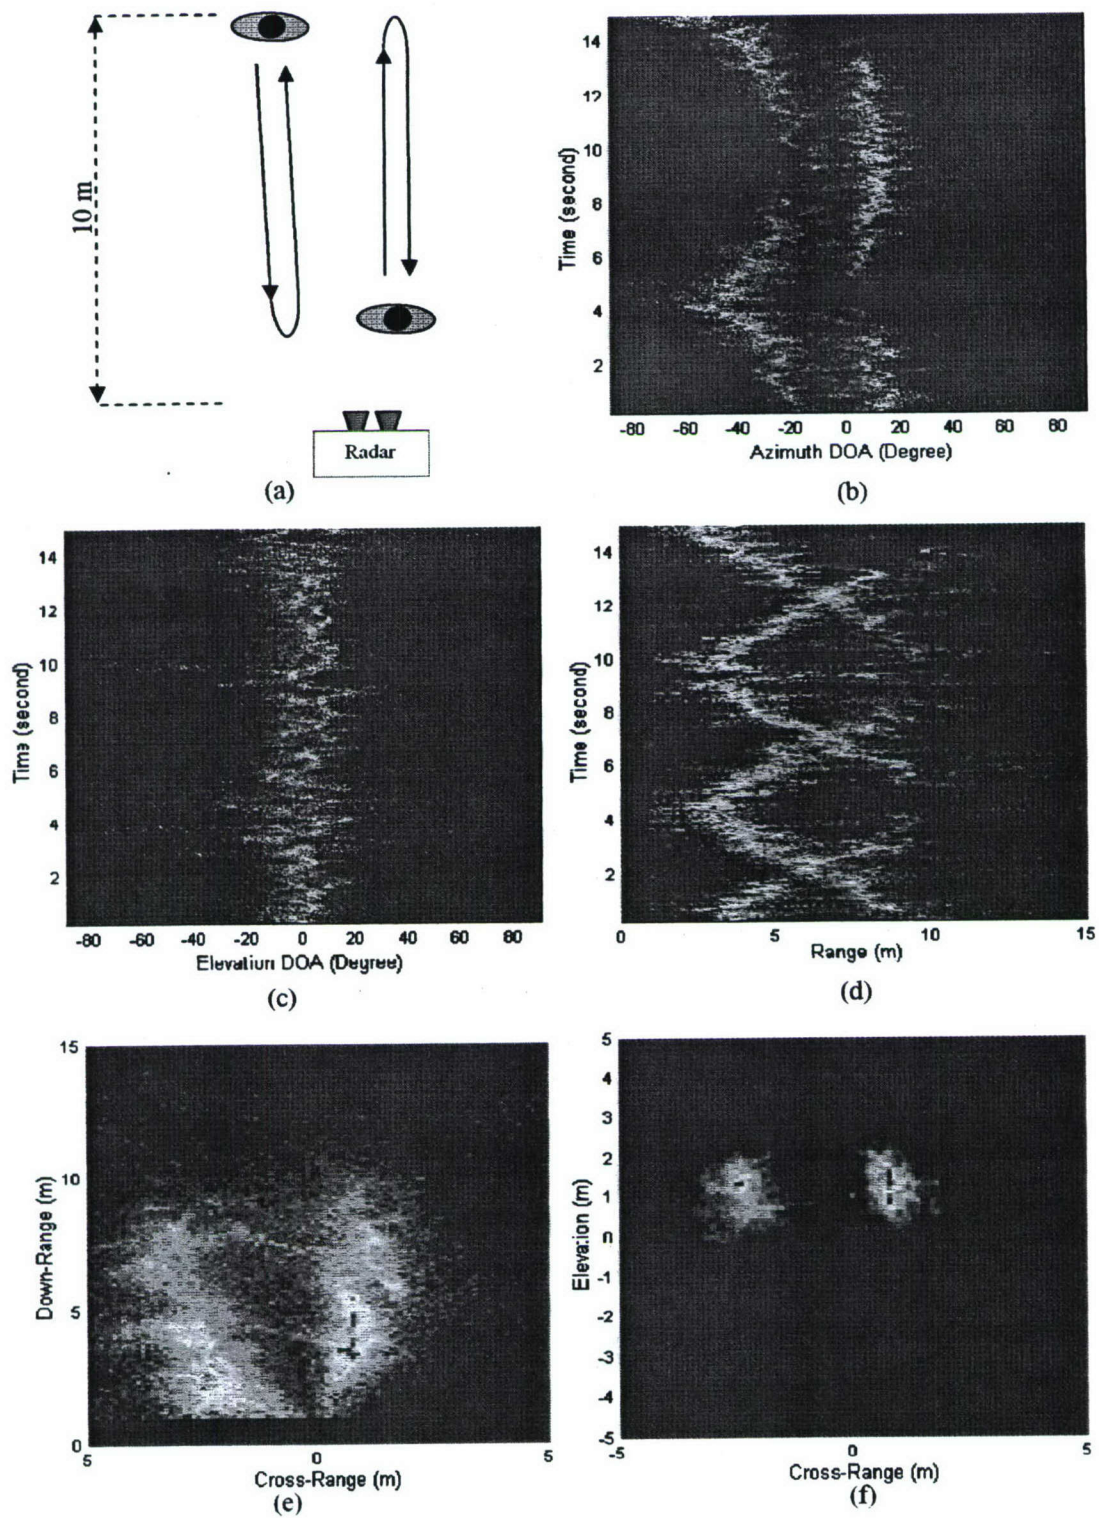 10 m
Radar
(a)
14
12
10
8
6
4
2
Time (second)
-80 -60 -40 -20 0 20 40 60 80
Azimuth DOA (Degree)
(b)
14
12
10
8
6
4
2
Time (second)
-80 -60 -40 -20 0 20 40 60 80
Elevation DOA (Degree)
(c)
14
12
10
8
6
4
2
Time (second)
0 5 10 15
Range (m)
(d)
15
10
5
0
Down-Range (m)
5 0 5
Cross-Range (m)
(e)
5
4
3
2
1
0
-1
-2
-3
-4
-5
Elevation (m)
-5 0 5
Cross-Range (m)
(f)